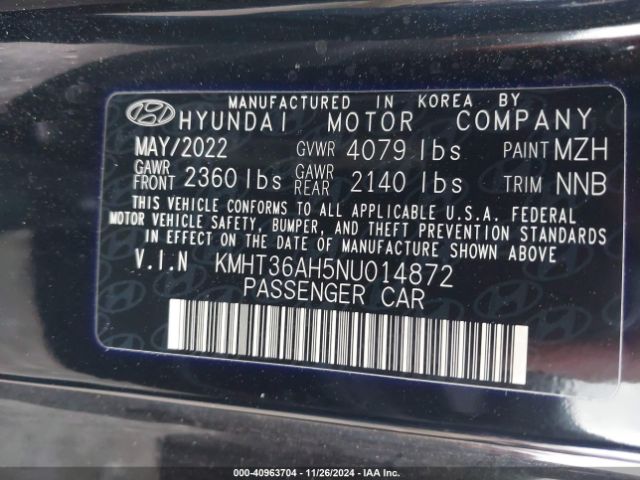 MANUFACTURED IN KOREA BY
HYUNDAI MOTOR COMPANY
MAY/2022 GVWR 4079 lbs PAINT MZH
GAWR FRONT 2360 lbs GAWR REAR 2140 lbs TRIM NNB
THIS VEHICLE CONFORMS TO ALL APPLICABLE U.S.A. FEDERAL
MOTOR VEHICLE SAFETY, BUMPER, AND THEFT PREVENTION STANDARDS
IN EFFECT ON THE DATE OF MANUFACTURE SHOWN ABOVE
V.I.N KMHT36AH5NU014872
PASSENGER CAR
000-40963704 - 11/26/2024 - IAA Inc.